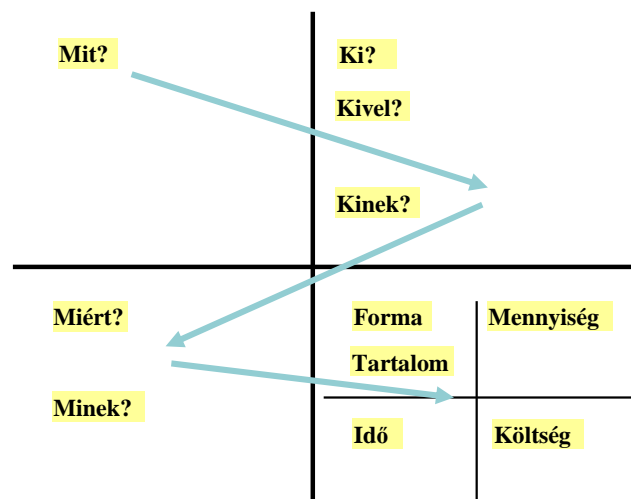 Mit?
Ki?
Kivel?
Kinek?
Miért?
Minek?
Forma
Tartalom
Mennyiség
Idő
Költség